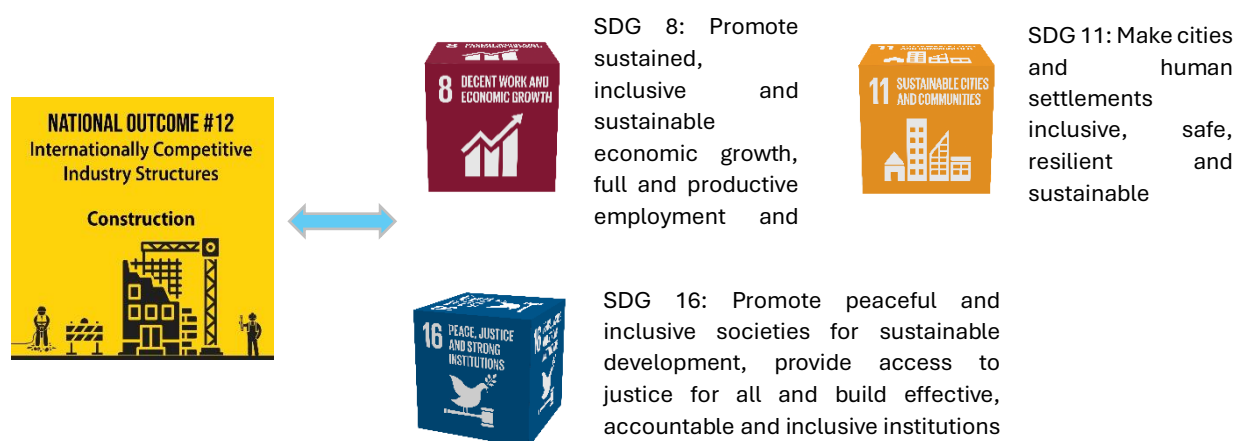 NATIONAL OUTCOME #12
Internationally Competitive
Industry Structures
Construction
8 DECENT WORK AND
ECONOMIC GROWTH
SDG 8: Promote
sustained,
inclusive and
sustainable
economic growth,
full and productive
employment and
11 SUSTAINABLE CITIES
AND COMMUNITIES
SDG 11: Make cities
and human
settlements
inclusive, safe,
resilient and
sustainable
16 PEACE, JUSTICE
AND STRONG
INSTITUTIONS
SDG 16: Promote peaceful and
inclusive societies for sustainable
development, provide access to
justice for all and build effective,
accountable and inclusive institutions